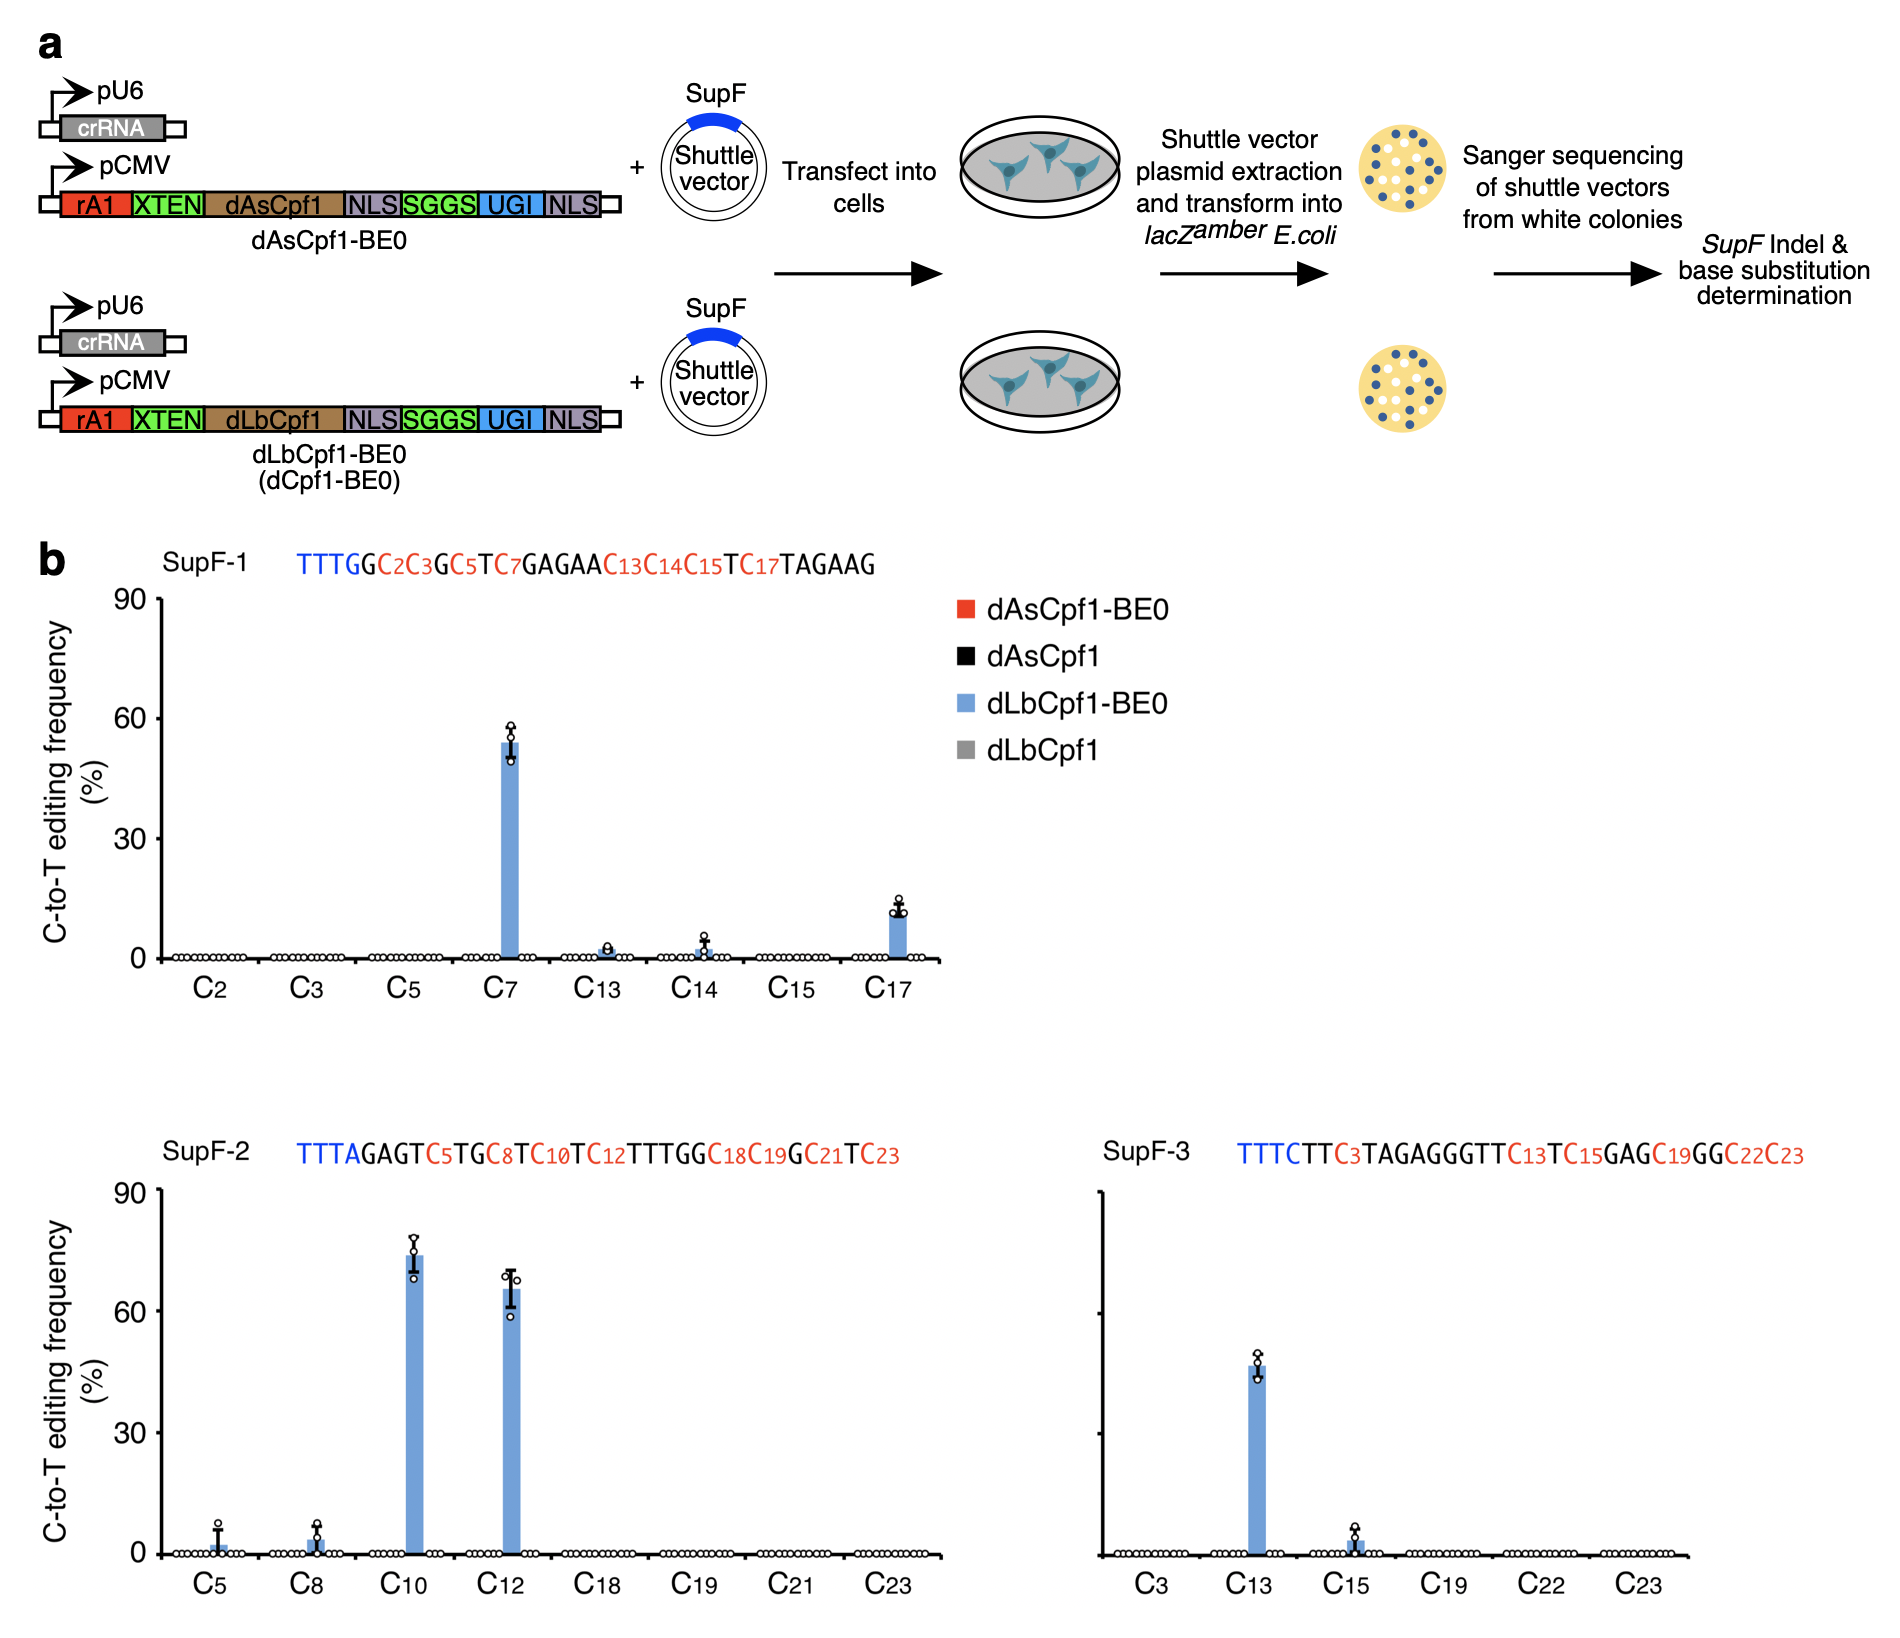 a
pU6
crRNA
pCMV
rA1 XTEN dAsCpf1 NLS SGGS UGI NLS
dAsCpf1-BE0
+
SupF
Shuttle
vector
Transfect into
cells
Shuttle vector
plasmid extraction
and transform into
lacZamber E.coli
Sanger sequencing
of shuttle vectors
from white colonies
SupF Indel &
base substitution
determination
pU6
crRNA
pCMV
rA1 XTEN dLbCpf1 NLS SGGS UGI NLS
dLbCpf1-BE0
(dCpf1-BE0)
+
SupF
Shuttle
vector
b
SupF-1 TTTGGC2C3GC5TC7GAGAAC13C14C15TC17TAGAAG
C-to-T editing frequency
(%)
90
60
30
0
C2 C3 C5 C7 C13 C14 C15 C17
dAsCpf1-BE0
dAsCpf1
dLbCpf1-BE0
dLbCpf1
SupF-2 TTTAGAGTC5TGC8TC10TC12TTTGGC18C19GC21TC23
C-to-T editing frequency
(%)
90
60
30
0
C5 C8 C10 C12 C18 C19 C21 C23
SupF-3 TTTCTTC3TAGAGGGTTC13TC15GAGC19GGC22C23
C3 C13 C15 C19 C22 C23